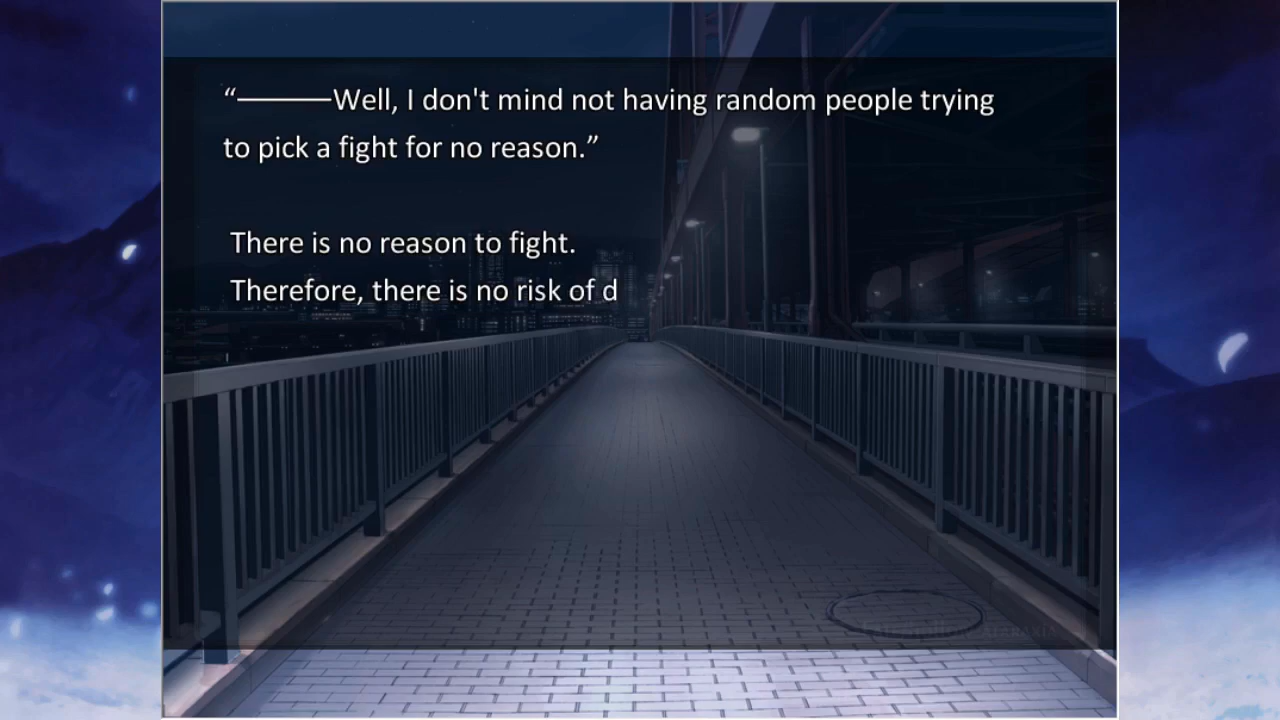 “―――Well, I don't mind not having random people trying
to pick a fight for no reason.”
There is no reason to fight.
Therefore, there is no risk of d